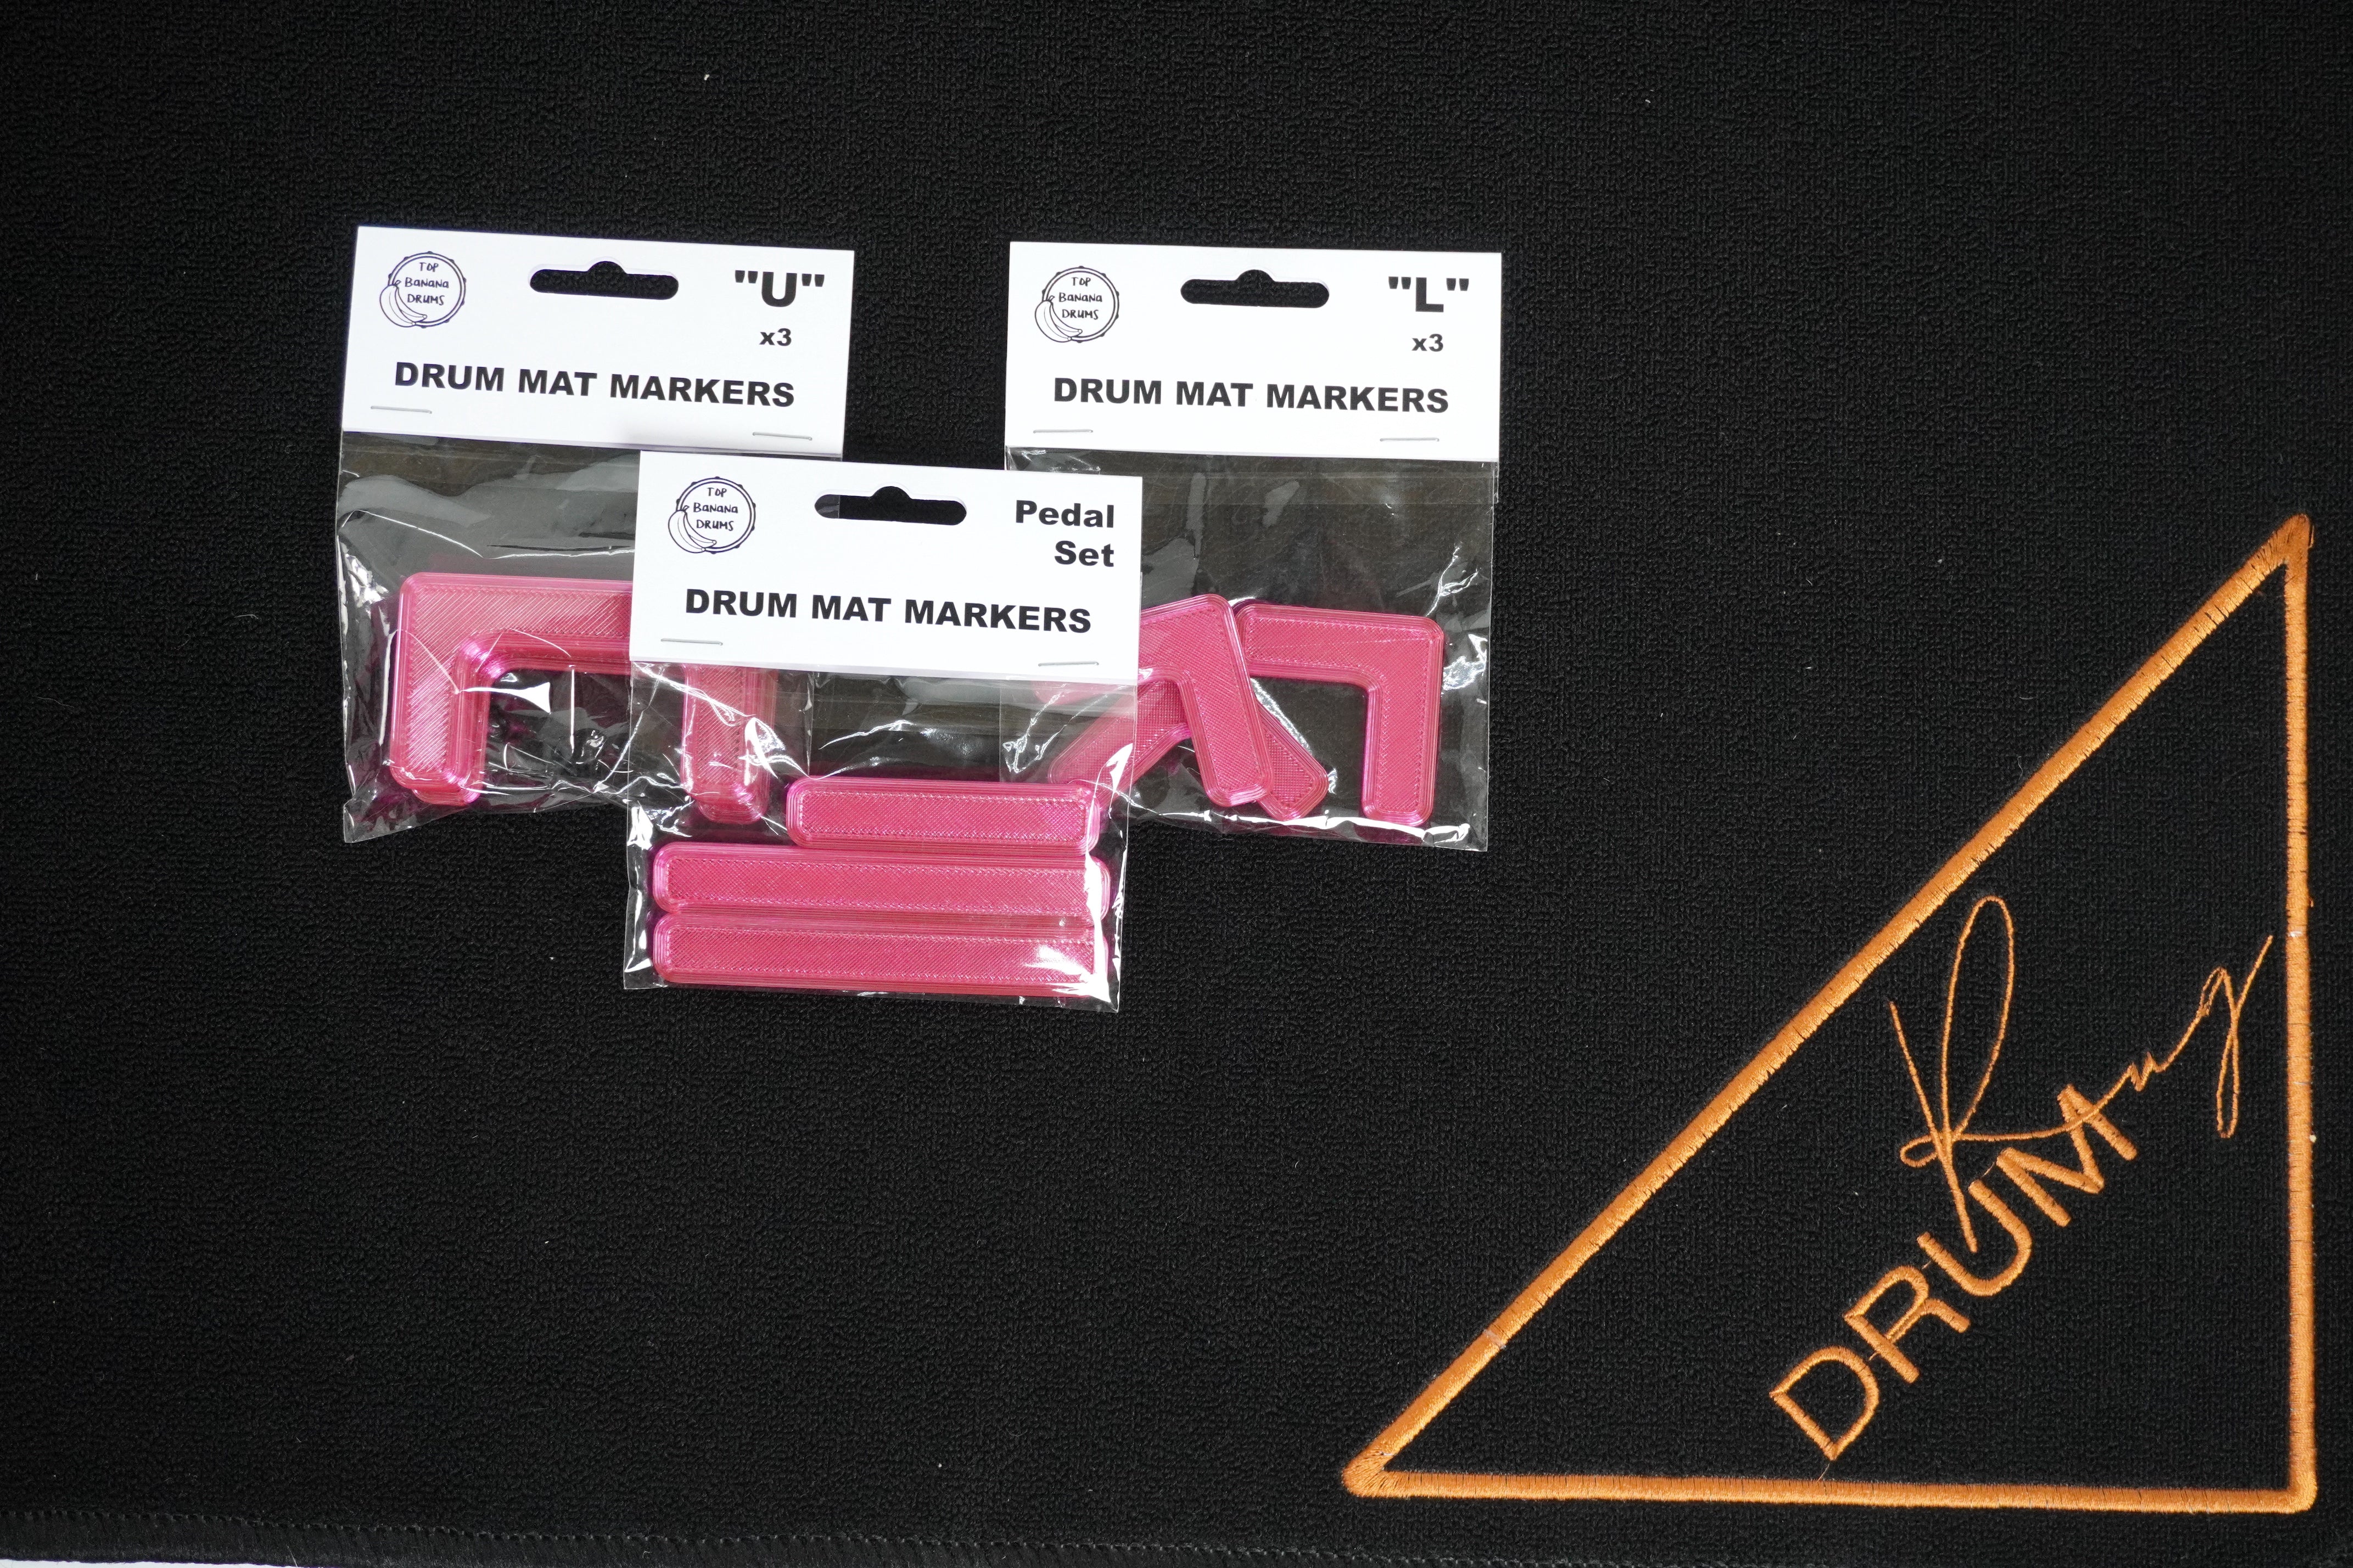 TOP
BANANA
DRUMS
"U"
x3
DRUM MAT MARKERS
TOP
BANANA
DRUMS
"L"
x3
DRUM MAT MARKERS
TOP
BANANA
DRUMS
Pedal
Set
DRUM MAT MARKERS
DRUM